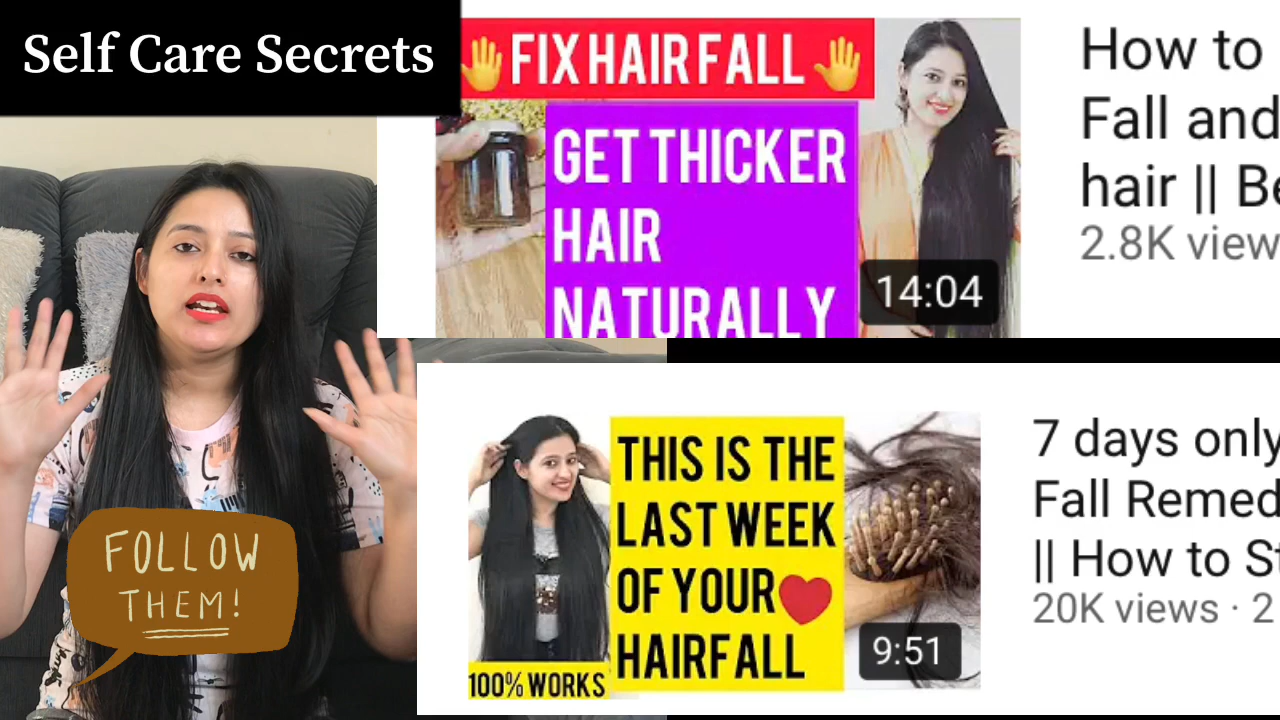 Self Care Secrets
FIX HAIR FALL
GET THICKER
HAIR
NATURALLY
14:04
How to
Fall and
hair || Be
2.8K view
FOLLOW
THEM!
THIS IS THE
LAST WEEK
OF YOUR
HAIRFALL
100% WORKS
9:51
7 days only
Fall Remed
|| How to St
20K views · 2